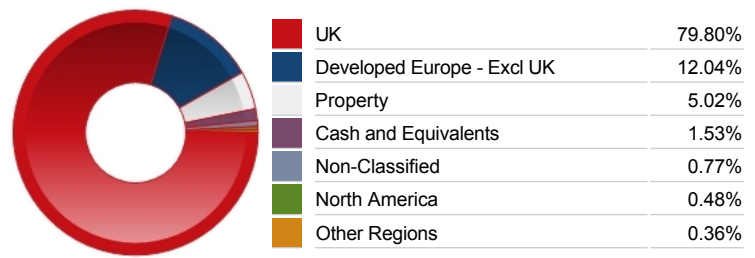 UK 79.80%
Developed Europe - Excl UK 12.04%
Property 5.02%
Cash and Equivalents 1.53%
Non-Classified 0.77%
North America 0.48%
Other Regions 0.36%